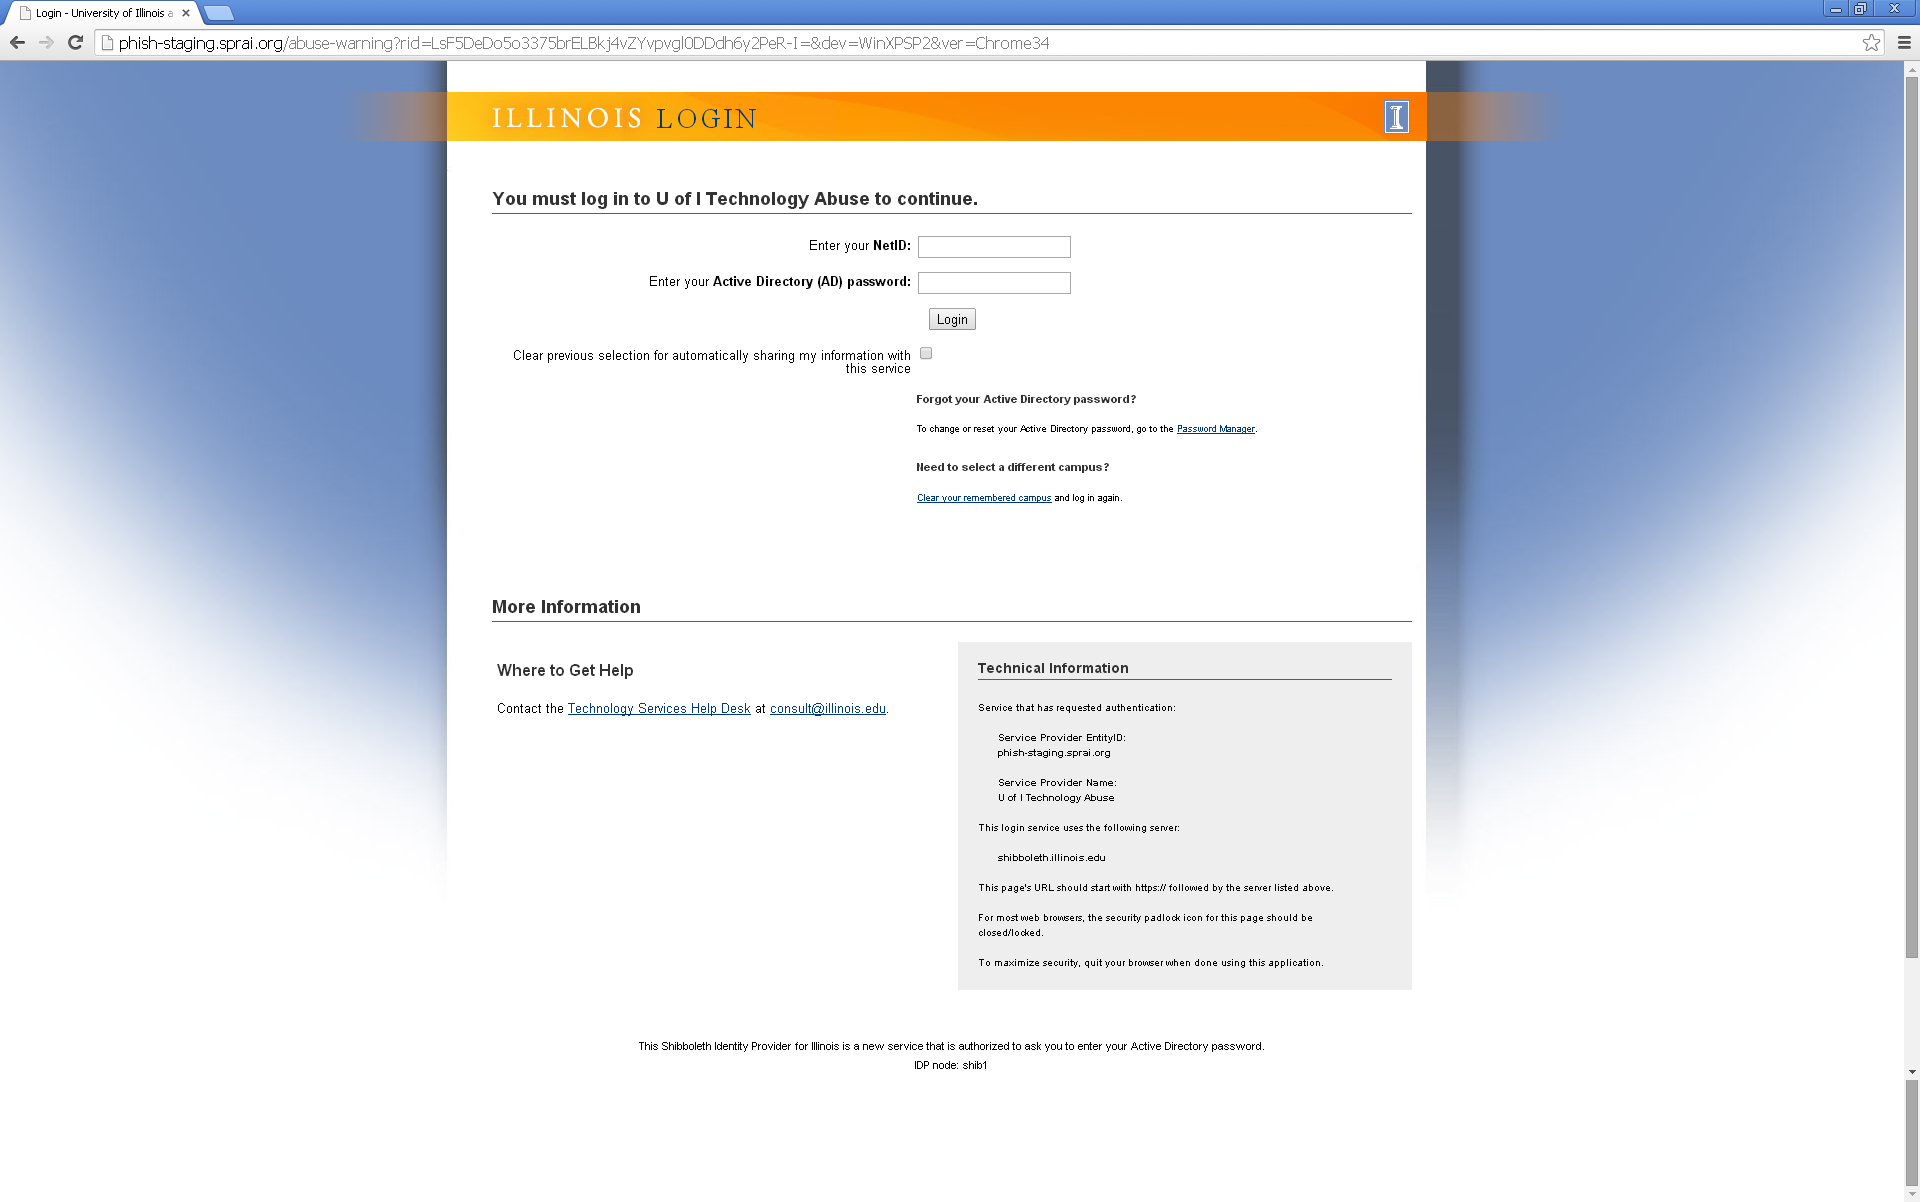 Login - University of Illinois a
phish-staging.sprai.org/abuse-warning?rid=LsF5DeDo5o3375brELBkj4vZYvpvgl0DDdh6y2PeR-I=&dev=WinXPSP2&ver=Chrome34
ILLINOIS LOGIN
You must log in to U of I Technology Abuse to continue.
Enter your NetID:
Enter your Active Directory (AD) password:
Login
Clear previous selection for automatically sharing my information with
this service
Forgot your Active Directory password?
To change or reset your Active Directory password, go to the Password Manager.
Need to select a different campus?
Clear your remembered campus and log in again.
More Information
Where to Get Help
Contact the Technology Services Help Desk at consult@illinois.edu.
Technical Information
Service that has requested authentication:
Service Provider EntityID:
phish-staging.sprai.org
Service Provider Name:
U of I Technology Abuse
This login service uses the following server:
shibboleth.illinois.edu
This page's URL should start with https:// followed by the server listed above.
For most web browsers, the security padlock icon for this page should be
closed/locked.
To maximize security, quit your browser when done using this application.
This Shibboleth Identity Provider for Illinois is a new service that is authorized to ask you to enter your Active Directory password.
IDP node: shib1